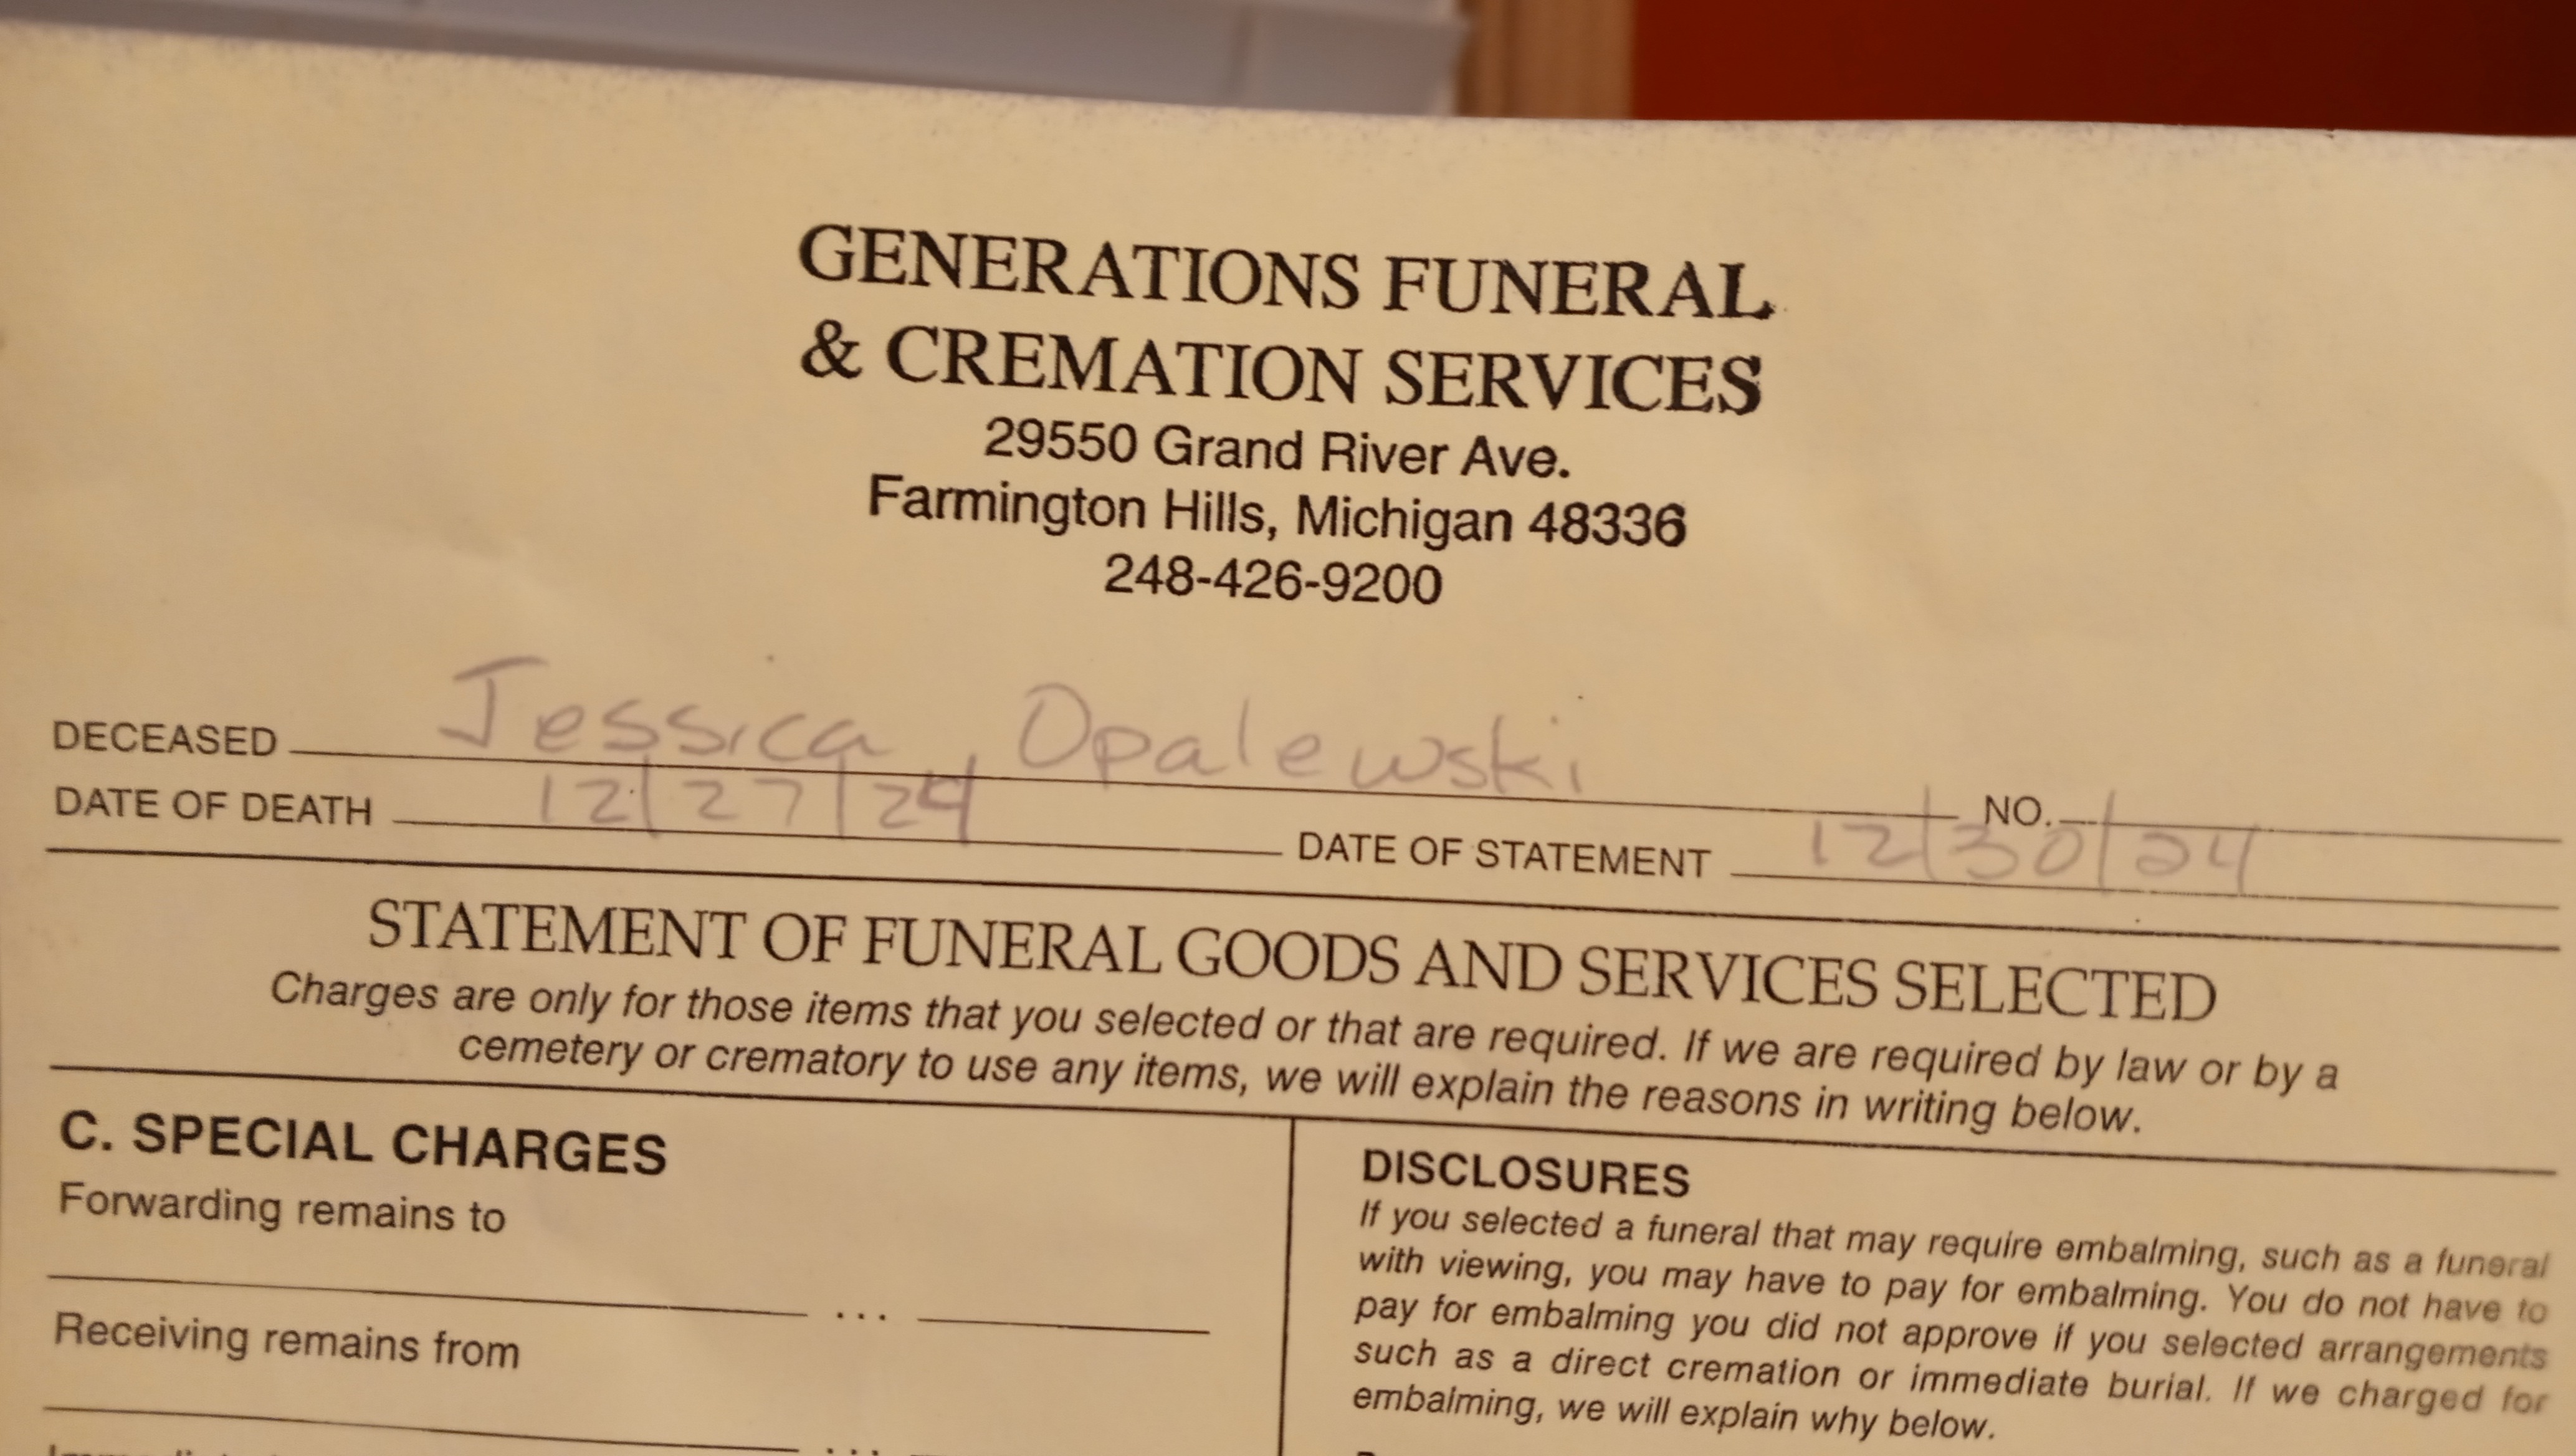 GENERATIONS FUNERAL
& CREMATION SERVICES
29550 Grand River Ave.
Farmington Hills, Michigan 48336
248-426-9200
DECEASED Jessica Opalewski NO.
DATE OF DEATH 12/27/24 DATE OF STATEMENT 12/30/24
STATEMENT OF FUNERAL GOODS AND SERVICES SELECTED
Charges are only for those items that you selected or that are required. If we are required by law or by a
cemetery or crematory to use any items, we will explain the reasons in writing below.
C. SPECIAL CHARGES
Forwarding remains to
...
Receiving remains from
...
DISCLOSURES
If you selected a funeral that may require embalming, such as a funeral
with viewing, you may have to pay for embalming. You do not have to
pay for embalming you did not approve if you selected arrangements
such as a direct cremation or immediate burial. If we charged for
embalming, we will explain why below.